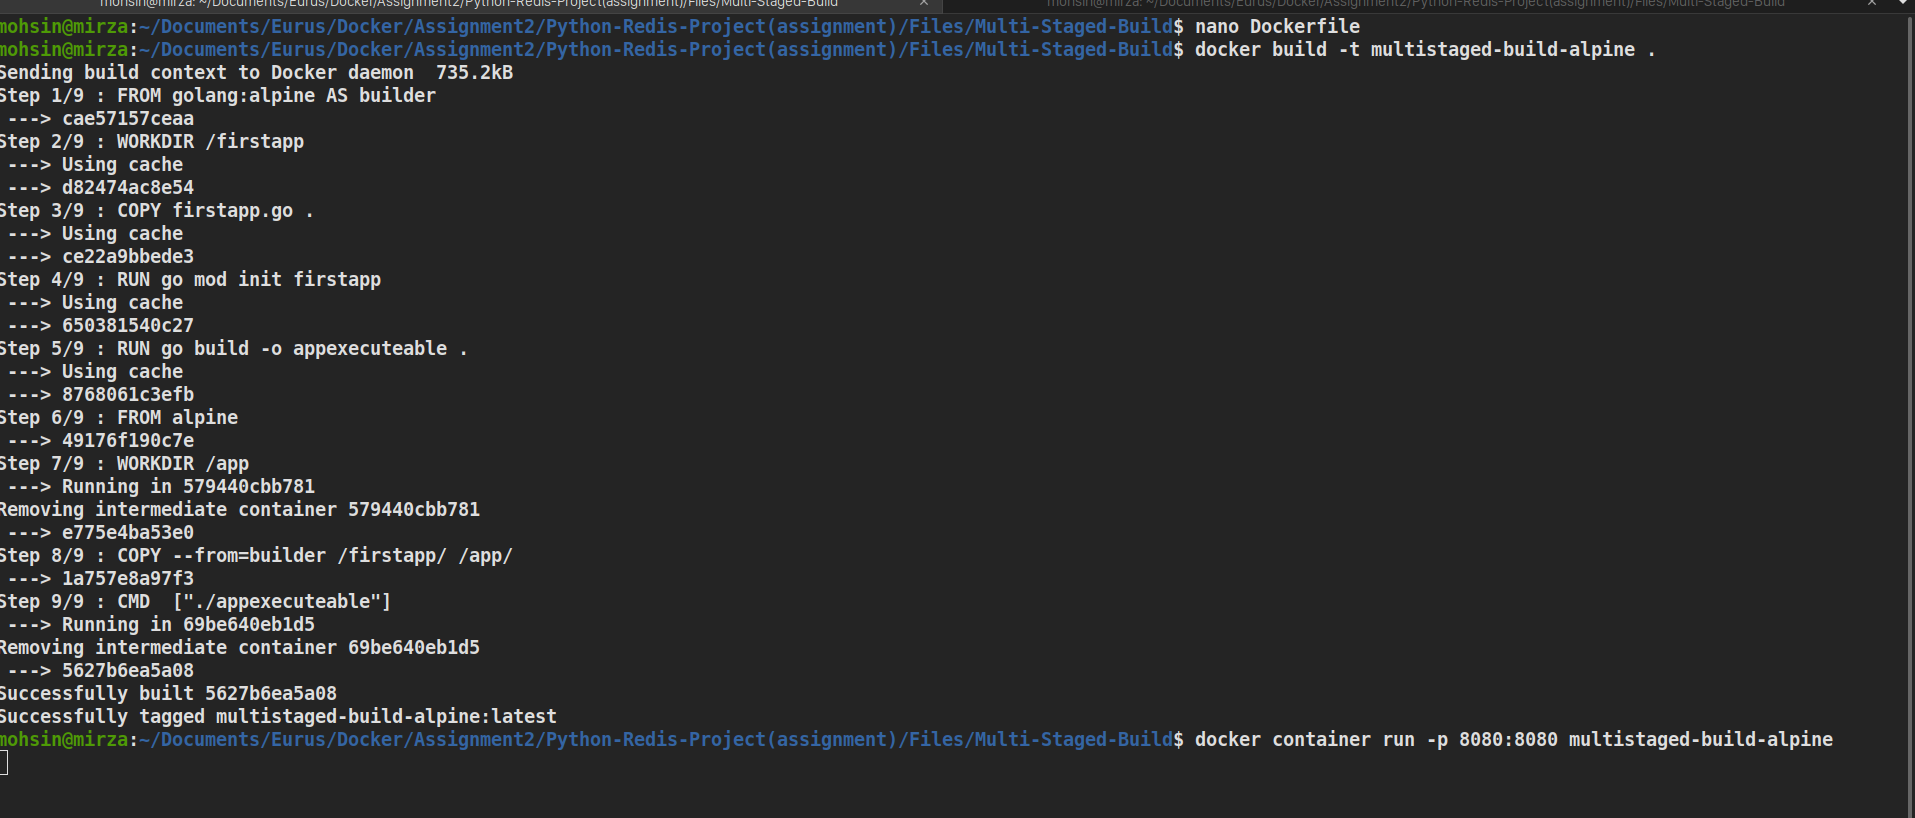 mohsin@mirza: ~/Documents/Eurus/Docker/Assignment2/Python-Redis-Project(assignment)/Files/Multi-Staged-Build × mohsin@mirza: ~/Documents/Eurus/Docker/Assignment2/Python-Redis-Project(assignment)/Files/Multi-Staged-Build ×
mohsin@mirza:~/Documents/Eurus/Docker/Assignment2/Python-Redis-Project(assignment)/Files/Multi-Staged-Build$ nano Dockerfile
mohsin@mirza:~/Documents/Eurus/Docker/Assignment2/Python-Redis-Project(assignment)/Files/Multi-Staged-Build$ docker build -t multistaged-build-alpine .
Sending build context to Docker daemon  735.2kB
Step 1/9 : FROM golang:alpine AS builder
 ---> cae57157ceaa
Step 2/9 : WORKDIR /firstapp
 ---> Using cache
 ---> d82474ac8e54
Step 3/9 : COPY firstapp.go .
 ---> Using cache
 ---> ce22a9bbede3
Step 4/9 : RUN go mod init firstapp
 ---> Using cache
 ---> 650381540c27
Step 5/9 : RUN go build -o appexecuteable .
 ---> Using cache
 ---> 8768061c3efb
Step 6/9 : FROM alpine
 ---> 49176f190c7e
Step 7/9 : WORKDIR /app
 ---> Running in 579440cbb781
Removing intermediate container 579440cbb781
 ---> e775e4ba53e0
Step 8/9 : COPY --from=builder /firstapp/ /app/
 ---> 1a757e8a97f3
Step 9/9 : CMD  ["./appexecuteable"]
 ---> Running in 69be640eb1d5
Removing intermediate container 69be640eb1d5
 ---> 5627b6ea5a08
Successfully built 5627b6ea5a08
Successfully tagged multistaged-build-alpine:latest
mohsin@mirza:~/Documents/Eurus/Docker/Assignment2/Python-Redis-Project(assignment)/Files/Multi-Staged-Build$ docker container run -p 8080:8080 multistaged-build-alpine